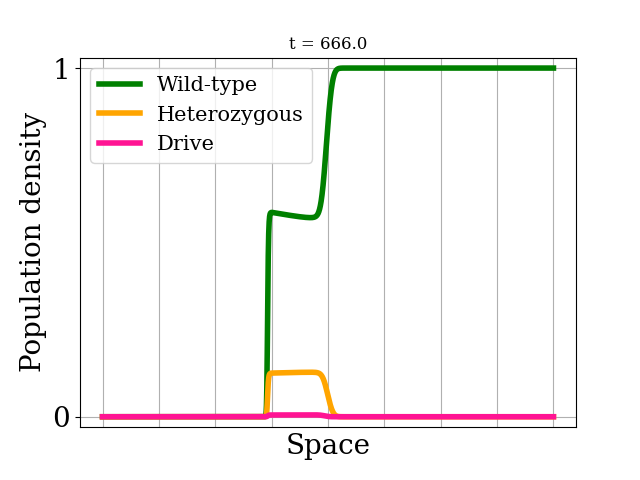 t = 666.0
1
Wild-type
Heterozygous
Drive
Population density
0
Space